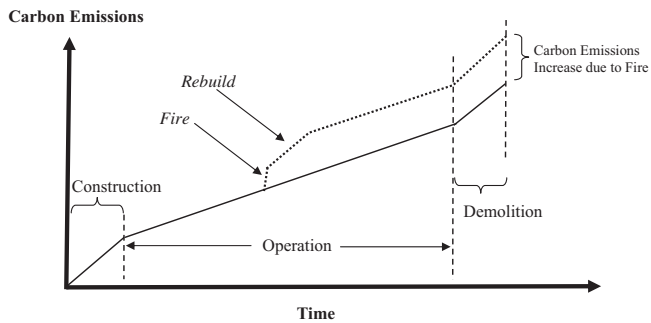 Carbon Emissions
Carbon Emissions
Increase due to Fire
Rebuild
Fire
Construction
Demolition
Operation
Time